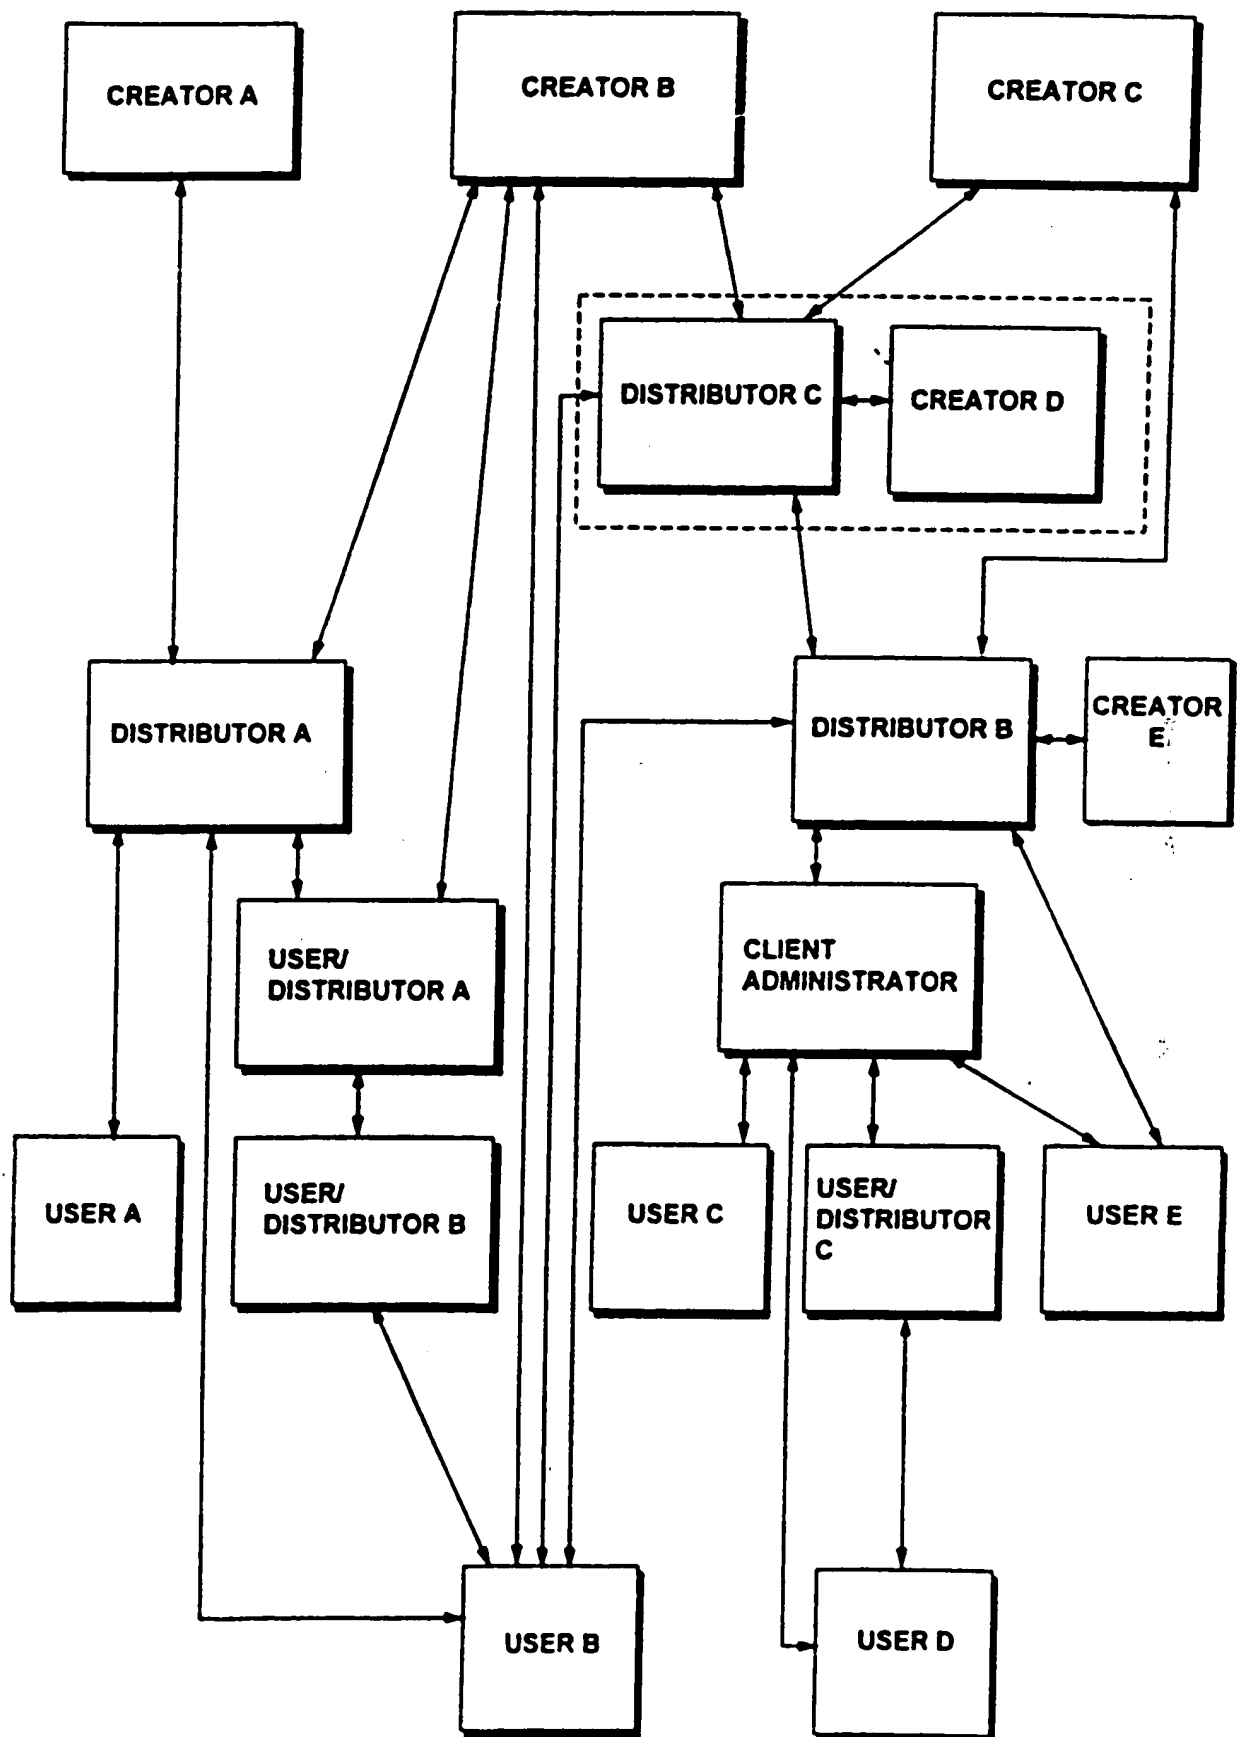 CREATOR A
CREATOR B
CREATOR C
DISTRIBUTOR C
CREATOR D
DISTRIBUTOR A
DISTRIBUTOR B
CREATOR
E
USER/
DISTRIBUTOR A
CLIENT
ADMINISTRATOR
USER A
USER/
DISTRIBUTOR B
USER C
USER/
DISTRIBUTOR
C
USER E
USER B
USER D